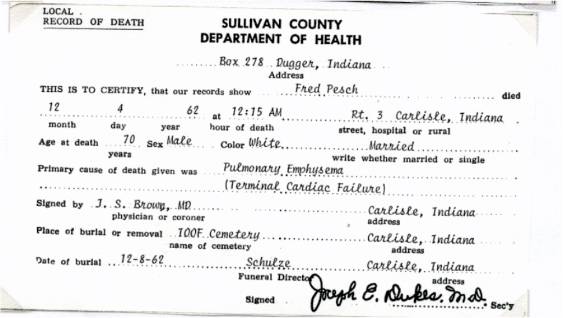 LOCAL
RECORD OF DEATH
SULLIVAN COUNTY
DEPARTMENT OF HEALTH
Box 278 Dugger, Indiana
Address
THIS IS TO CERTIFY, that our records show Fred Pesch died
12 4 62 at 12:15 AM Rt. 3 Carlisle, Indiana
month day year hour of death street, hospital or rural
Age at death 70 Sex Male Color White Married
years write whether married or single
Primary cause of death given was Pulmonary Emphysema
(Terminal Cardiac Failure)
Signed by J. S. Brown, MD Carlisle, Indiana
physician or coroner address
Place of burial or removal IOOF Cemetery Carlisle, Indiana
name of cemetery address
Date of burial 12-8-62 Schulze Carlisle, Indiana
Funeral Director address
Signed Joseph E. Dukes, M.D. Sec'y